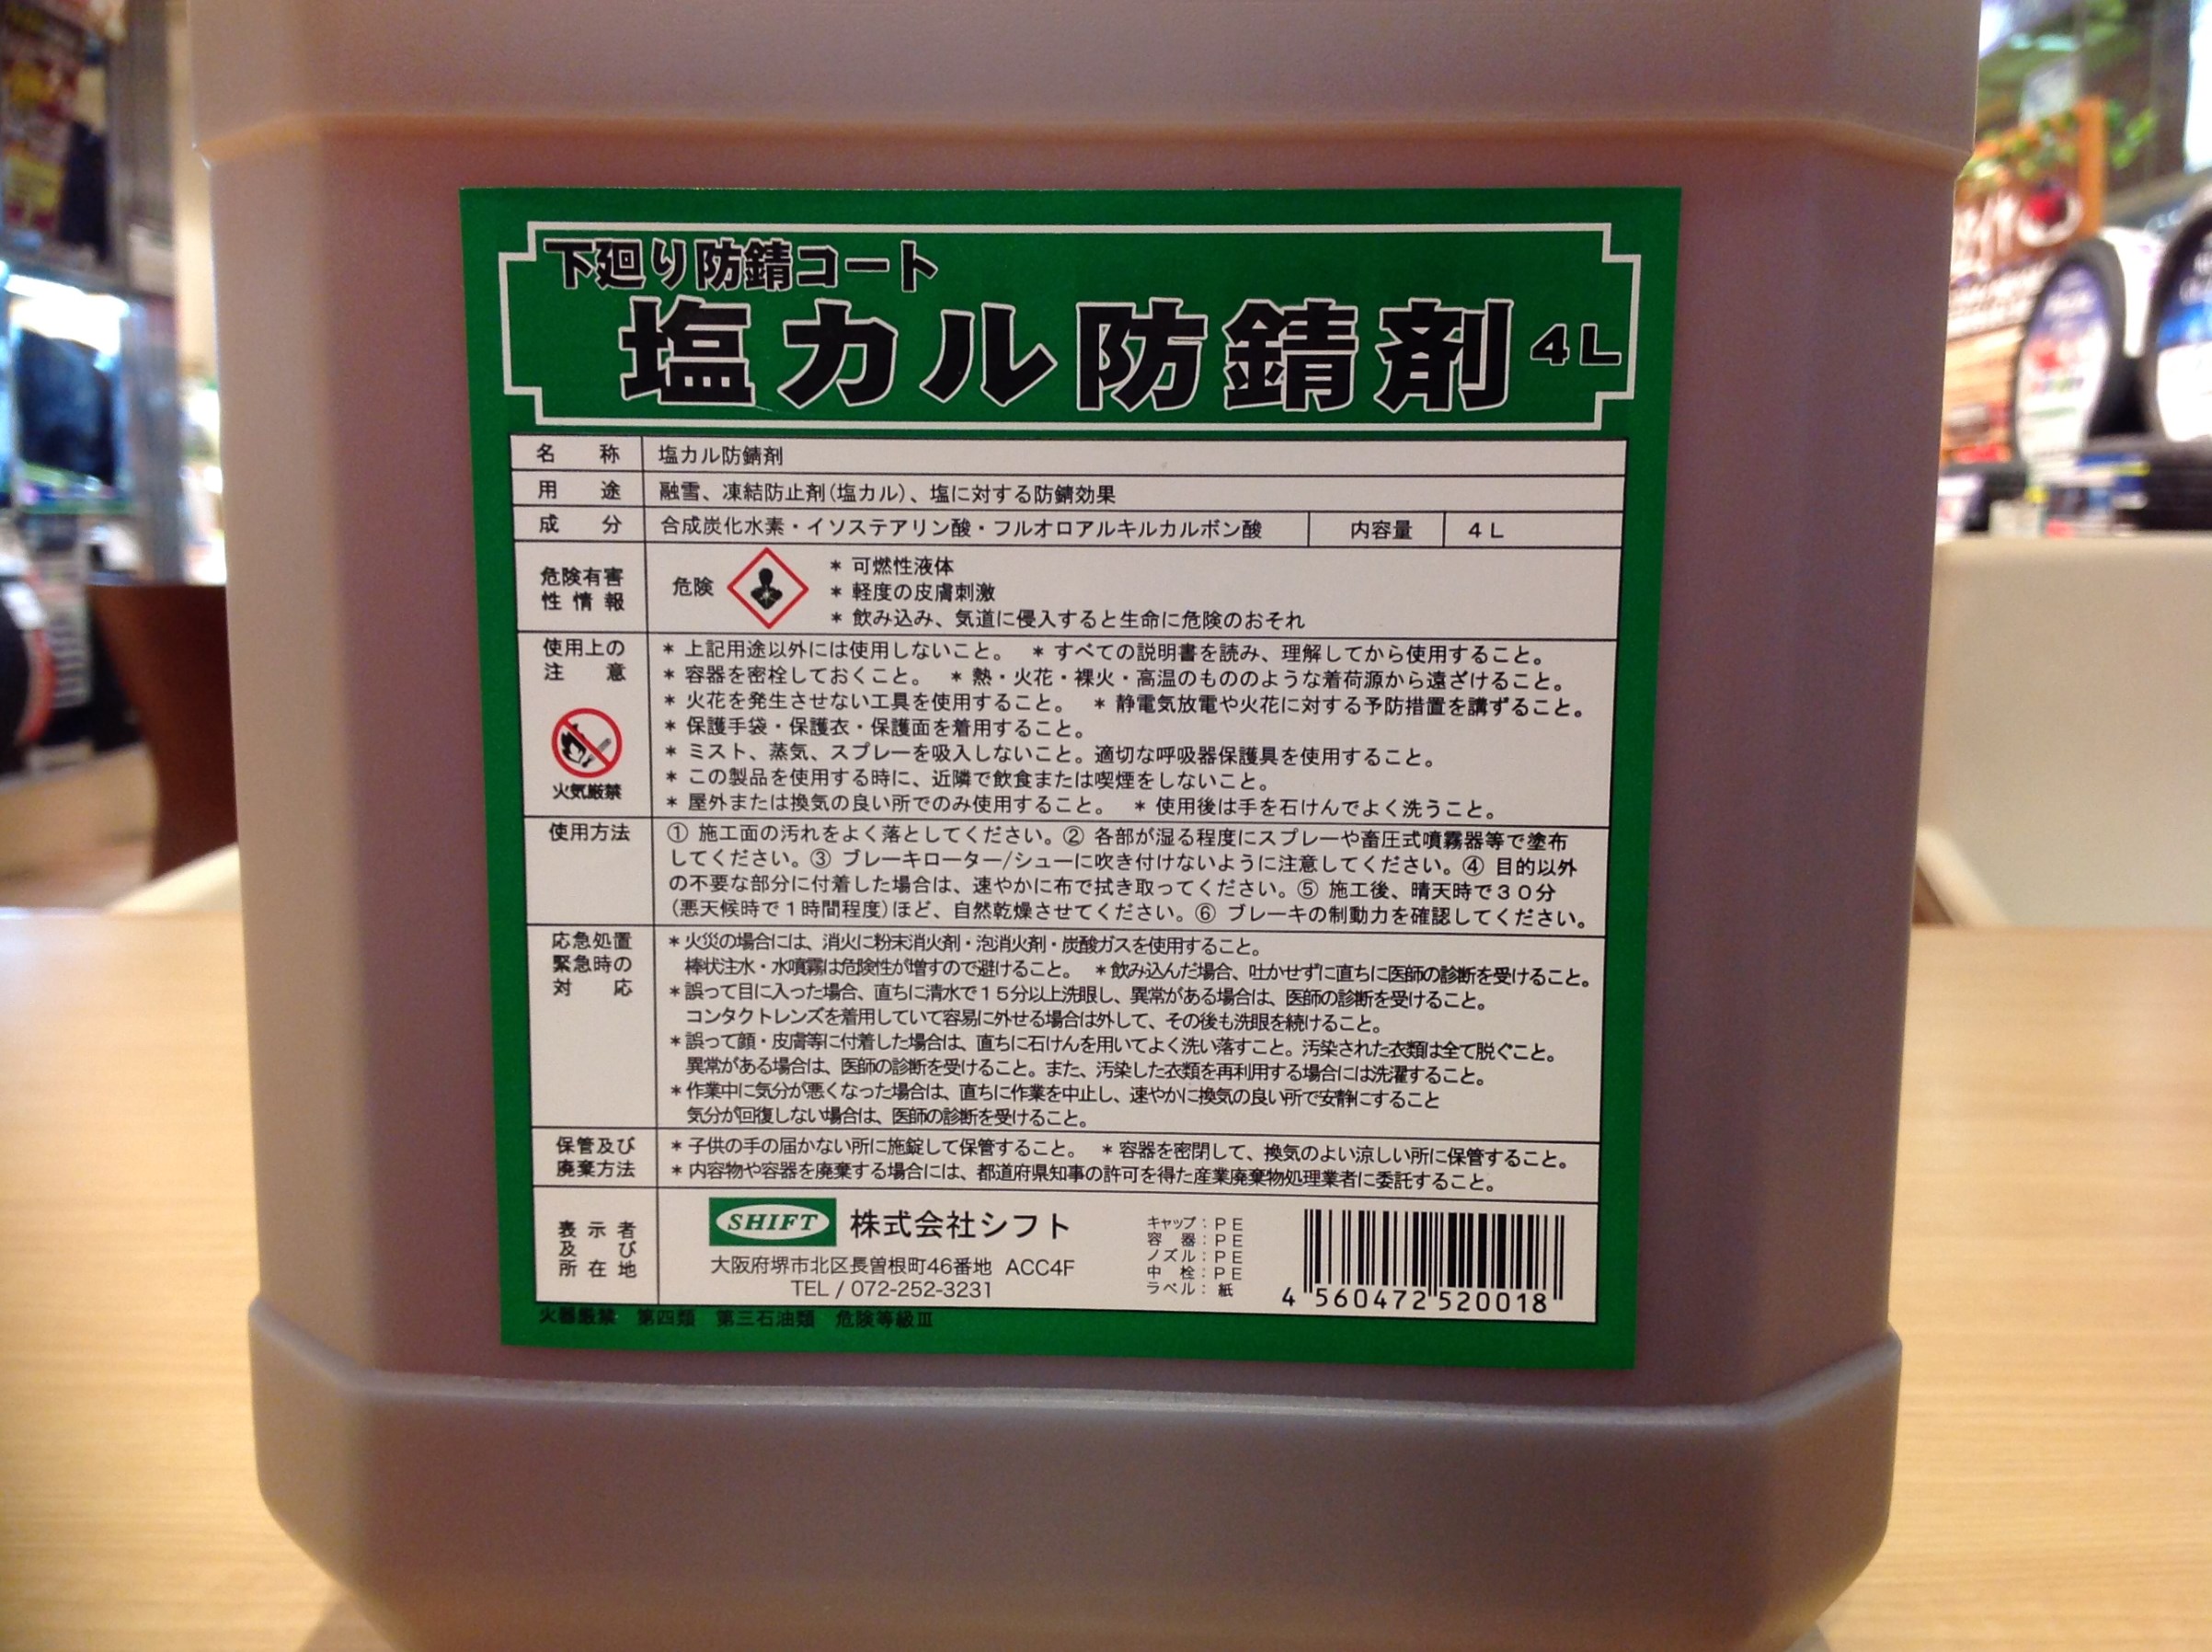 下廻り防錆コート
塩カル防錆剤 4L
名称 塩カル防錆剤
用途 融雪、凍結防止剤(塩カル)、塩に対する防錆効果
成分 合成炭化水素・イソステアリン酸・フルオロアルキルカルボン酸 内容量 4L
危険有害性情報 危険
＊ 可燃性液体
＊ 軽度の皮膚刺激
＊ 飲み込み、気道に侵入すると生命に危険のおそれ
使用上の注意
＊ 上記用途以外には使用しないこと。 ＊ すべての説明書を読み、理解してから使用すること。
＊ 容器を密栓しておくこと。 ＊ 熱・火花・裸火・高温のもののような着荷源から遠ざけること。
＊ 火花を発生させない工具を使用すること。 ＊ 静電気放電や火花に対する予防措置を講ずること。
＊ 保護手袋・保護衣・保護面を着用すること。
＊ ミスト、蒸気、スプレーを吸入しないこと。適切な呼吸器保護具を使用すること。
＊ この製品を使用する時に、近隣で飲食または喫煙をしないこと。
＊ 屋外または換気の良い所でのみ使用すること。 ＊ 使用後は手を石けんでよく洗うこと。
火気厳禁
使用方法
① 施工面の汚れをよく落としてください。② 各部が湿る程度にスプレーや畜圧式噴霧器等で塗布
してください。③ ブレーキローター/シューに吹き付けないように注意してください。④ 目的以外
の不要な部分に付着した場合は、速やかに布で拭き取ってください。⑤ 施工後、晴天時で30分
(悪天候時で1時間程度)ほど、自然乾燥させてください。⑥ ブレーキの制動力を確認してください。
応急処置緊急時の対応
＊火災の場合には、消火に粉末消火剤・泡消火剤・炭酸ガスを使用すること。
棒状注水・水噴霧は危険性が増すので避けること。 ＊飲み込んだ場合、吐かせずに直ちに医師の診断を受けること。
＊誤って目に入った場合、直ちに清水で15分以上洗眼し、異常がある場合は、医師の診断を受けること。
コンタクトレンズを着用していて容易に外せる場合は外して、その後も洗眼を続けること。
＊誤って顔・皮膚等に付着した場合は、直ちに石けんを用いてよく洗い落すこと。汚染された衣類は全て脱ぐこと。
異常がある場合は、医師の診断を受けること。また、汚染した衣類を再利用する場合には洗濯すること。
＊作業中に気分が悪くなった場合は、直ちに作業を中止し、速やかに換気の良い所で安静にすること
気分が回復しない場合は、医師の診断を受けること。
保管及び廃棄方法
＊子供の手の届かない所に施錠して保管すること。 ＊容器を密閉して、換気のよい涼しい所に保管すること。
＊内容物や容器を廃棄する場合には、都道府県知事の許可を得た産業廃棄物処理業者に委託すること。
表示者及び所在地
SHIFT 株式会社シフト
大阪府堺市北区長曽根町46番地 ACC4F
TEL / 072-252-3231
キャップ：PE
容器：PE
ノズル：PE
中栓：PE
ラベル：紙
4 560472 520018
火器厳禁 第四類 第三石油類 危険等級Ⅲ